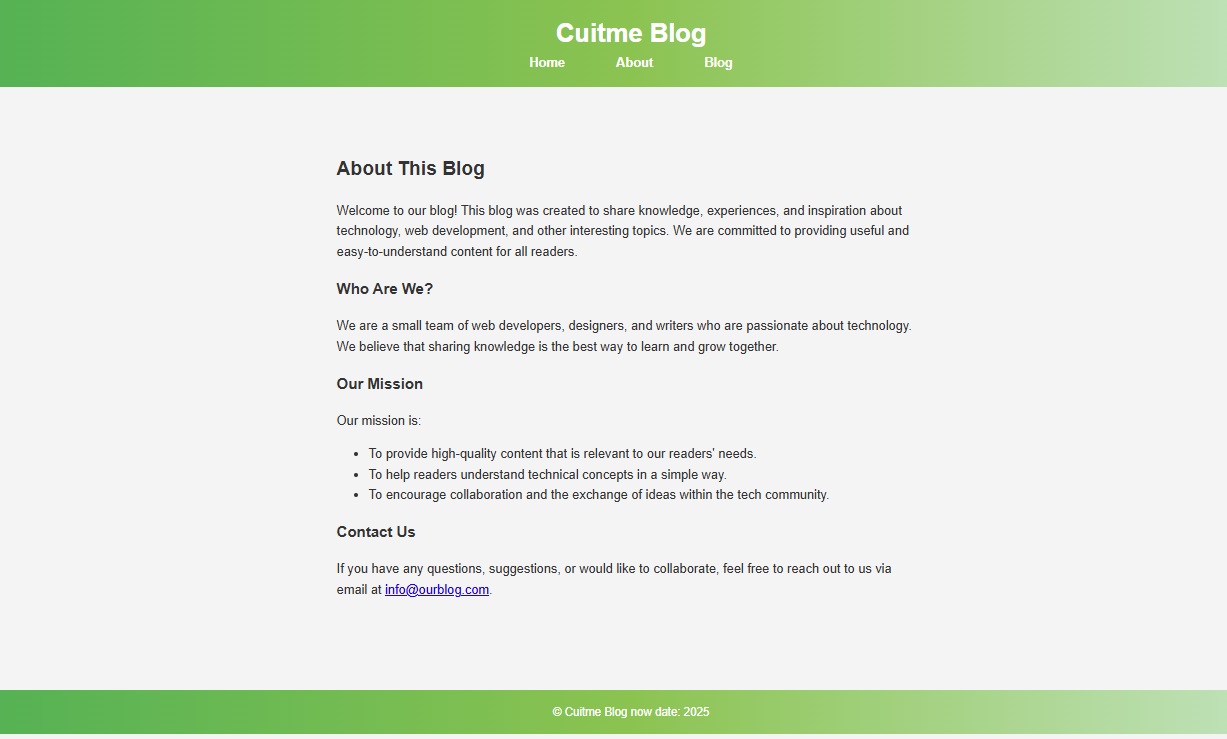 Cuitme Blog
Home About Blog
About This Blog
Welcome to our blog! This blog was created to share knowledge, experiences, and inspiration about
technology, web development, and other interesting topics. We are committed to providing useful and
easy-to-understand content for all readers.
Who Are We?
We are a small team of web developers, designers, and writers who are passionate about technology.
We believe that sharing knowledge is the best way to learn and grow together.
Our Mission
Our mission is:
• To provide high-quality content that is relevant to our readers' needs.
• To help readers understand technical concepts in a simple way.
• To encourage collaboration and the exchange of ideas within the tech community.
Contact Us
If you have any questions, suggestions, or would like to collaborate, feel free to reach out to us via
email at info@ourblog.com.
© Cuitme Blog now date: 2025